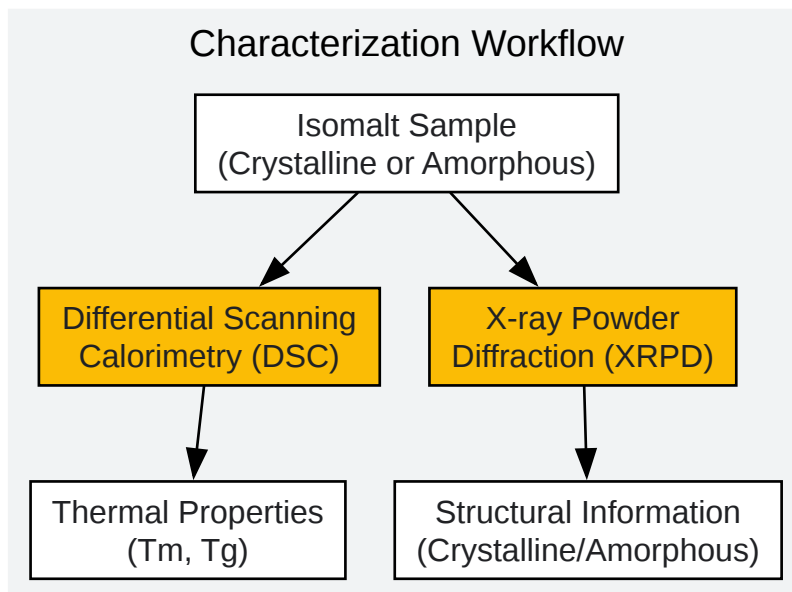 Characterization Workflow
Isomalt Sample
(Crystalline or Amorphous)
Differential Scanning
Calorimetry (DSC)
X-ray Powder
Diffraction (XRPD)
Thermal Properties
(Tm, Tg)
Structural Information
(Crystalline/Amorphous)